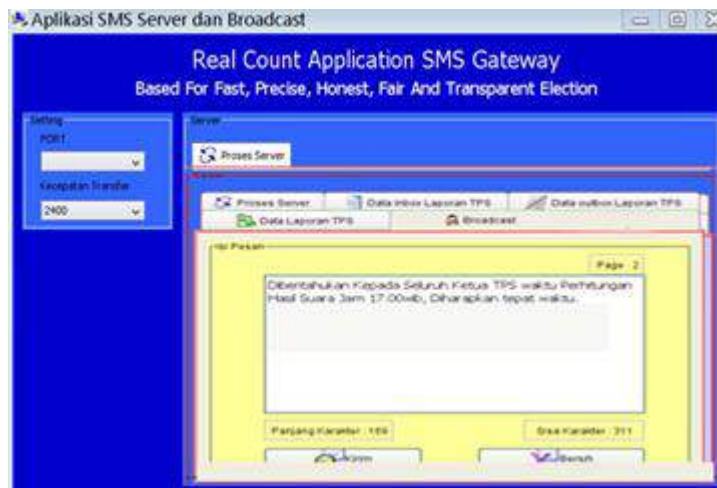 Aplikasi SMS Server dan Broadcast
Real Count Application SMS Gateway
Based For Fast, Precise, Honest, Fair And Transparent Election
Setting
PORT
Kecepatan Transfer
2400
Server
Proses Server
Proses Server
Data Inbox Laporan TPS
Data outbox Laporan TPS
Data Laporan TPS
Broadcast
Isi Pesan
Page : 2
Diberitahukan Kepada Seluruh Ketua TPS waktu Perhitungan
Hasil Suara Jam 17.00wib, Diharapkan tepat waktu.
Panjang Karakter :
Sisa Karakter : 311
Kirim
Bersih